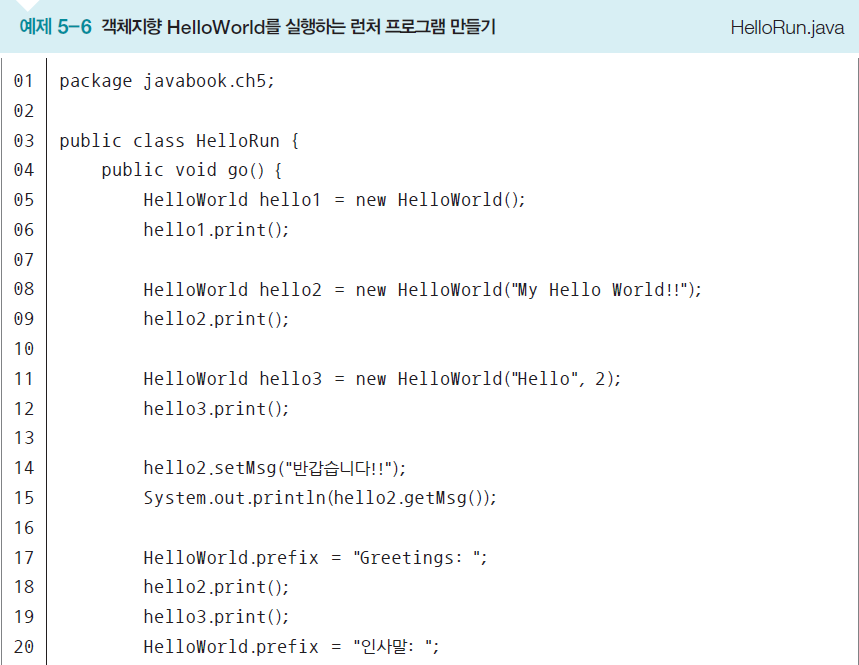 예제 5-6 객체지향 HelloWorld를 실행하는 런처 프로그램 만들기 HelloRun.java
01 package javabook.ch5;
02
03 public class HelloRun {
04     public void go() {
05         HelloWorld hello1 = new HelloWorld();
06         hello1.print();
07
08         HelloWorld hello2 = new HelloWorld("My Hello World!!");
09         hello2.print();
10
11         HelloWorld hello3 = new HelloWorld("Hello", 2);
12         hello3.print();
13
14         hello2.setMsg("반갑습니다!!");
15         System.out.println(hello2.getMsg());
16
17         HelloWorld.prefix = "Greetings: ";
18         hello2.print();
19         hello3.print();
20         HelloWorld.prefix = "인사말: ";